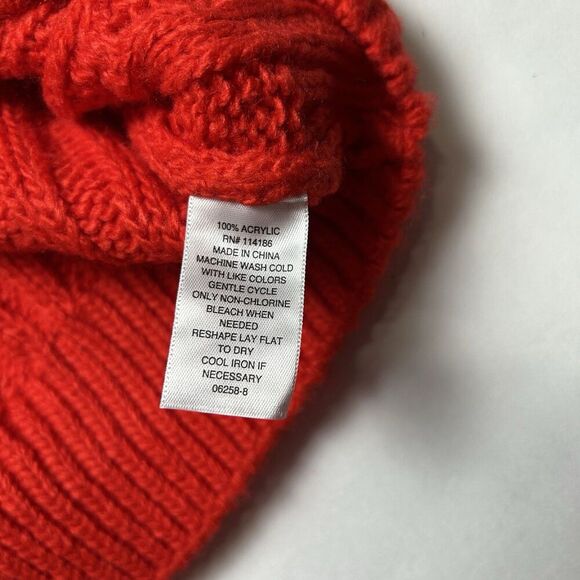 100% ACRYLIC
RN# 114186
MADE IN CHINA
MACHINE WASH COLD
WITH LIKE COLORS
GENTLE CYCLE
ONLY NON-CHLORINE
BLEACH WHEN
NEEDED
RESHAPE LAY FLAT
TO DRY
COOL IRON IF
NECESSARY
06258-8